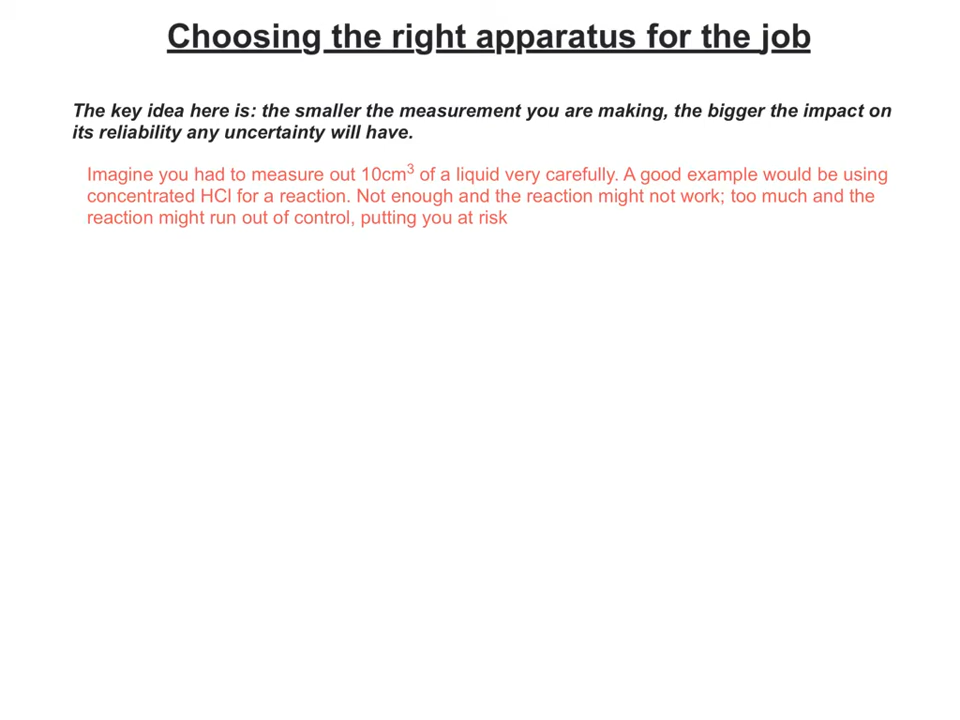 Choosing the right apparatus for the job
The key idea here is: the smaller the measurement you are making, the bigger the impact on
its reliability any uncertainty will have.
Imagine you had to measure out 10cm³ of a liquid very carefully. A good example would be using
concentrated HCl for a reaction. Not enough and the reaction might not work; too much and the
reaction might run out of control, putting you at risk